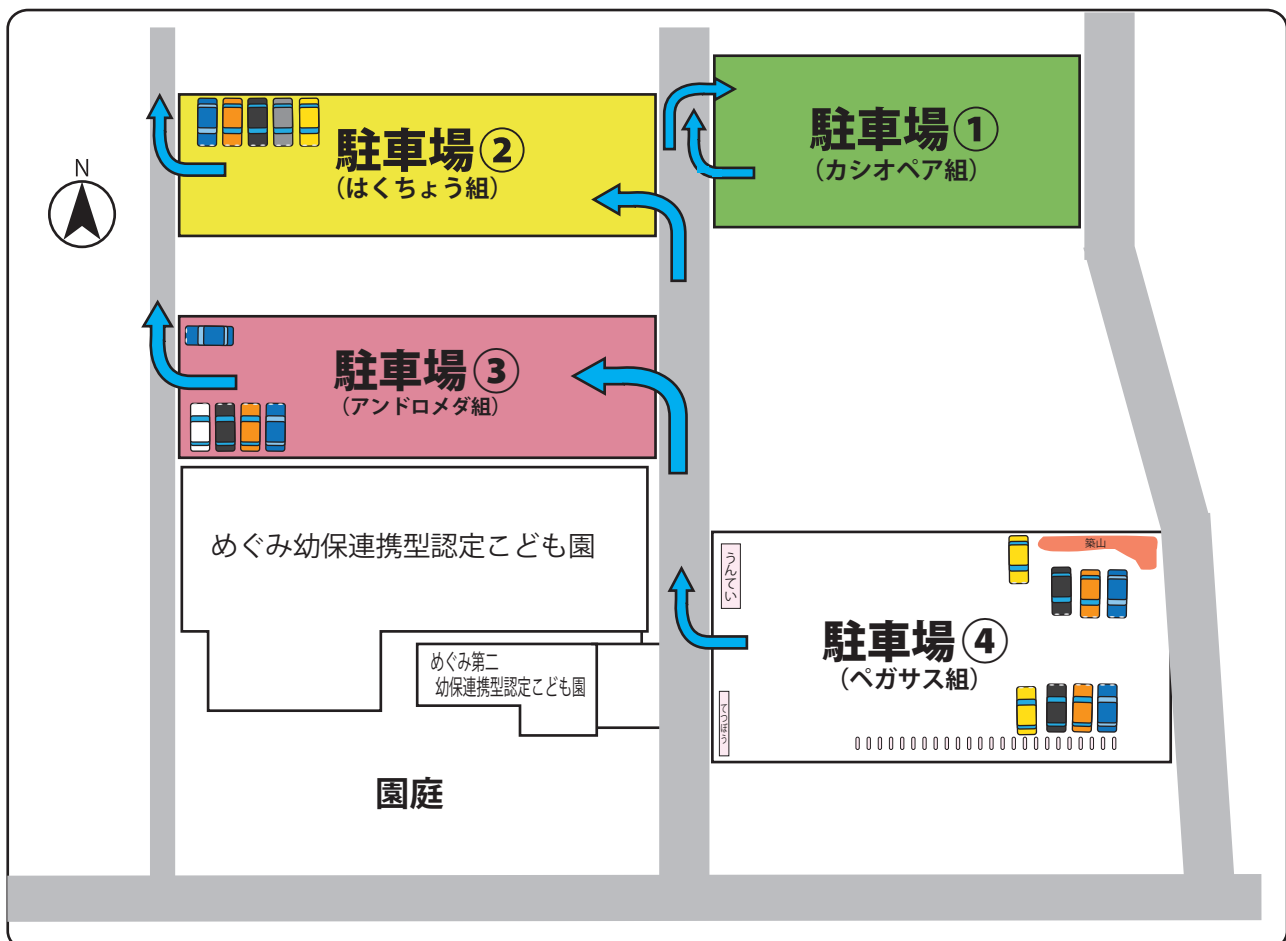 駐車場②
(はくちょう組)
駐車場①
(カシオペア組)
N
駐車場③
(アンドロメダ組)
めぐみ幼保連携型認定こども園
うんてい
築山
駐車場④
(ペガサス組)
めぐみ第二
幼保連携型認定こども園
てつぼう
園庭